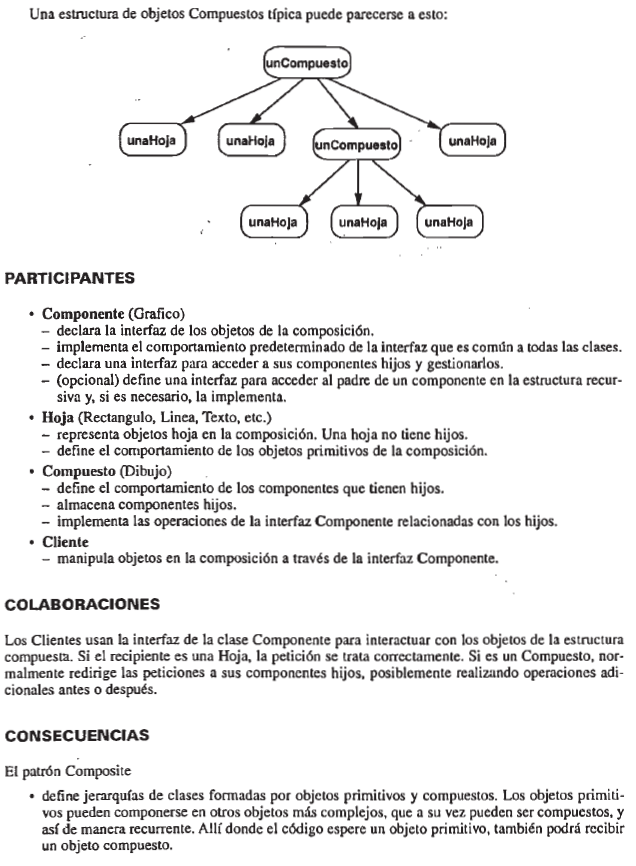 Una estructura de objetos Compuestos típica puede parecerse a esto:
unCompuesto
unaHoja
unaHoja
unCompuesto
unaHoja
unaHoja
unaHoja
unaHoja
PARTICIPANTES
• Componente (Grafico)
– declara la interfaz de los objetos de la composición.
– implementa el comportamiento predeterminado de la interfaz que es común a todas las clases.
– declara una interfaz para acceder a sus componentes hijos y gestionarlos.
– (opcional) define una interfaz para acceder al padre de un componente en la estructura recur-
siva y, si es necesario, la implementa.
• Hoja (Rectangulo, Linea, Texto, etc.)
– representa objetos hoja en la composición. Una hoja no tiene hijos.
– define el comportamiento de los objetos primitivos de la composición.
• Compuesto (Dibujo)
– define el comportamiento de los componentes que tienen hijos.
– almacena componentes hijos.
– implementa las operaciones de la interfaz Componente relacionadas con los hijos.
• Cliente
– manipula objetos en la composición a través de la interfaz Componente.
COLABORACIONES
Los Clientes usan la interfaz de la clase Componente para interactuar con los objetos de la estructura
compuesta. Si el recipiente es una Hoja, la petición se trata correctamente. Si es un Compuesto, nor-
malmente redirige las peticiones a sus componentes hijos, posiblemente realizando operaciones adi-
cionales antes o después.
CONSECUENCIAS
El patrón Composite
• define jerarquías de clases formadas por objetos primitivos y compuestos. Los objetos primiti-
vos pueden componerse en otros objetos más complejos, que a su vez pueden ser compuestos, y
así de manera recurrente. Allí donde el código espere un objeto primitivo, también podrá recibir
un objeto compuesto.